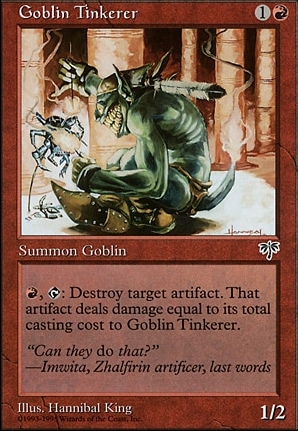 Goblin Tinkerer 1
Summon Goblin
, : Destroy target artifact. That
artifact deals damage equal to its total
casting cost to Goblin Tinkerer.
"Can they do that?"
—Imwita, Zhalfirin artificer, last words
Illus. Hannibal King
1/2